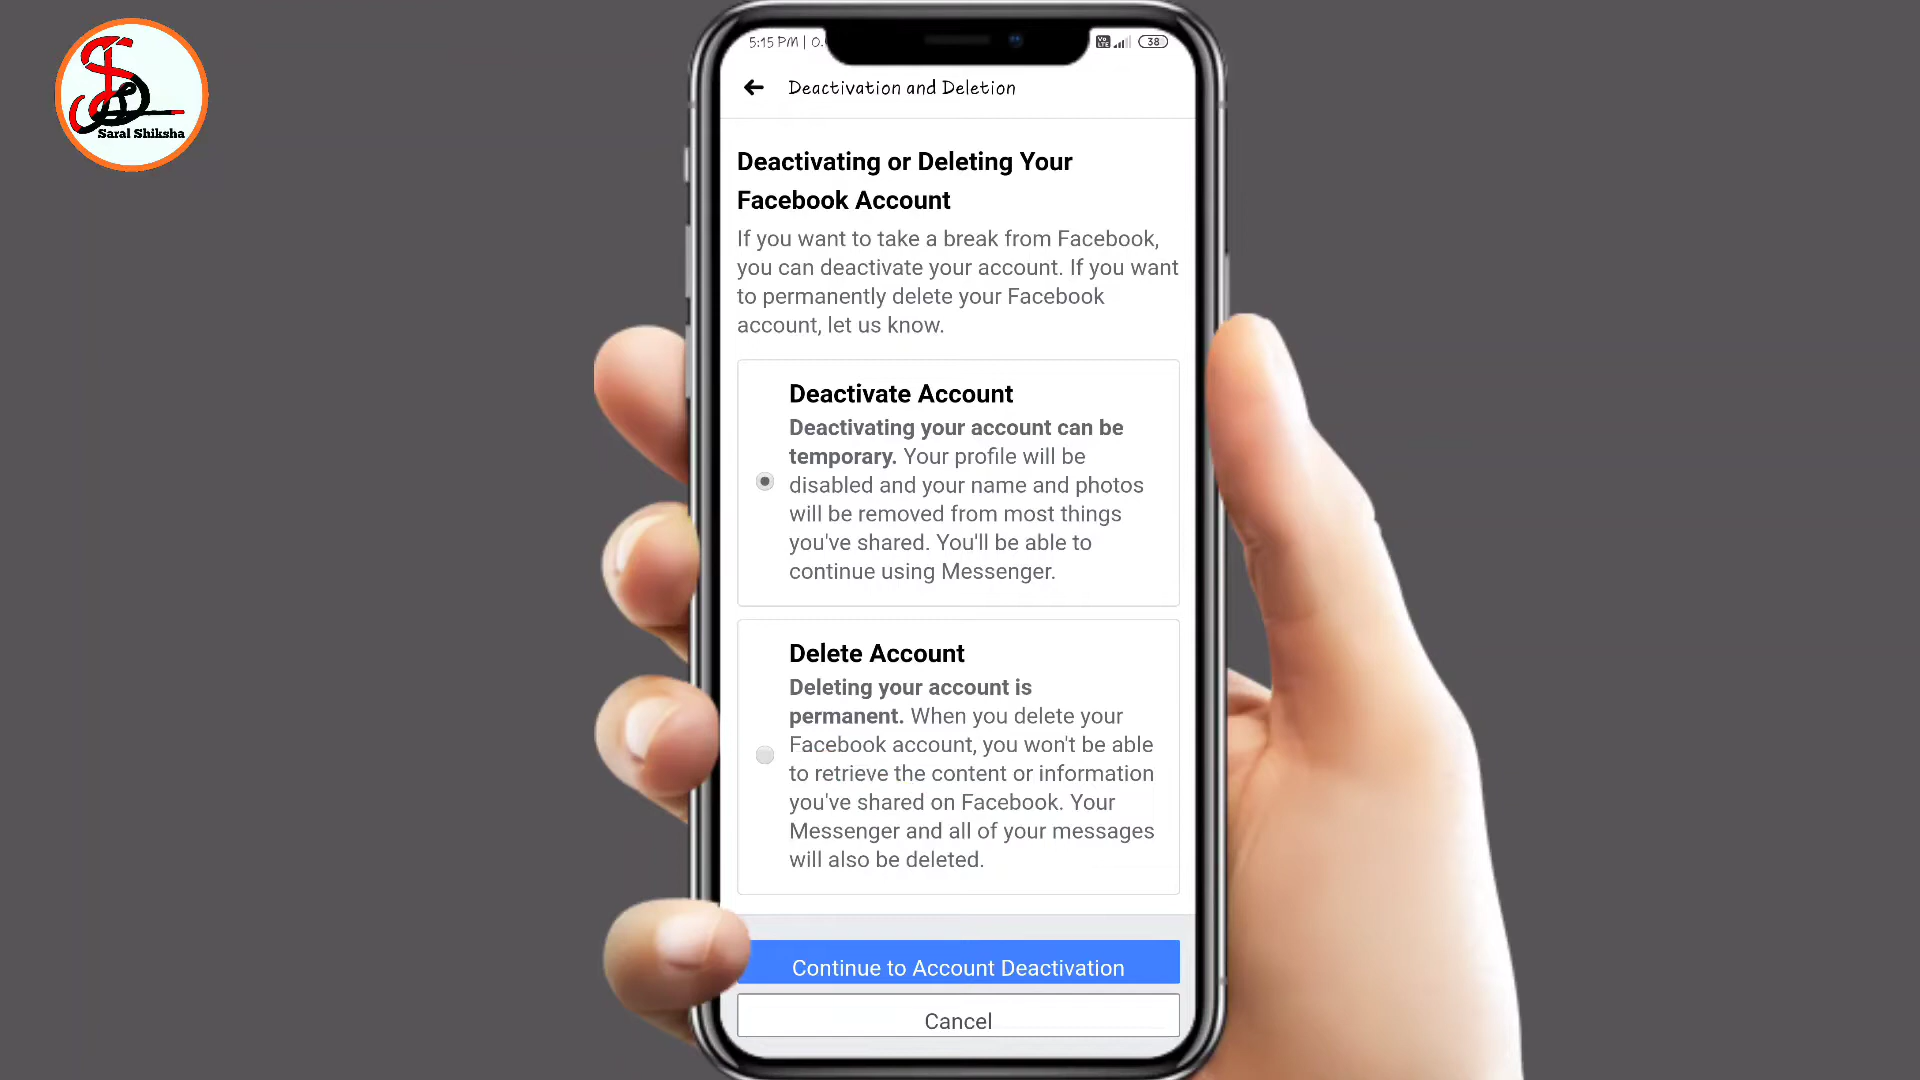 Saral Shiksha
5:15 PM | 0.
38
Deactivation and Deletion
Deactivating or Deleting Your
Facebook Account
If you want to take a break from Facebook,
you can deactivate your account. If you want
to permanently delete your Facebook
account, let us know.
Deactivate Account
Deactivating your account can be
temporary. Your profile will be
disabled and your name and photos
will be removed from most things
you've shared. You'll be able to
continue using Messenger.
Delete Account
Deleting your account is
permanent. When you delete your
Facebook account, you won't be able
to retrieve the content or information
you've shared on Facebook. Your
Messenger and all of your messages
will also be deleted.
Continue to Account Deactivation
Cancel